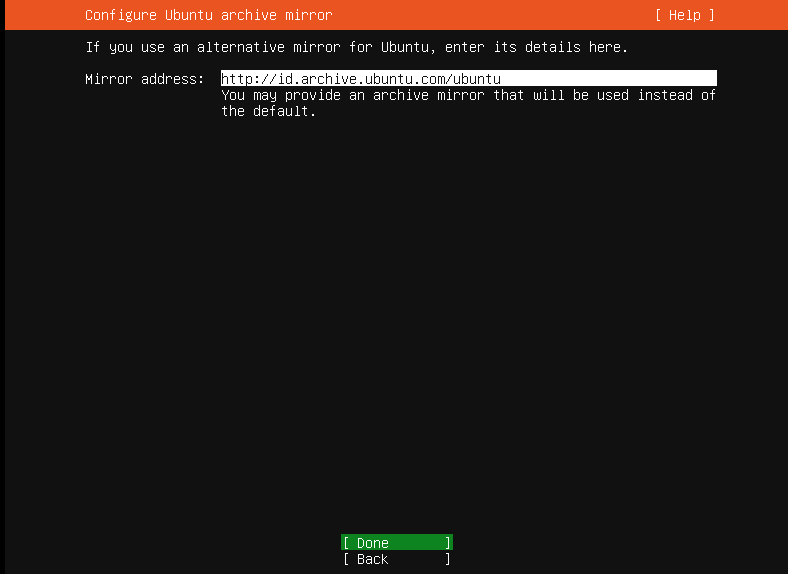 Configure Ubuntu archive mirror [ Help ]
If you use an alternative mirror for Ubuntu, enter its details here.
Mirror address: http://id.archive.ubuntu.com/ubuntu
You may provide an archive mirror that will be used instead of
the default.
[ Done ]
[ Back ]